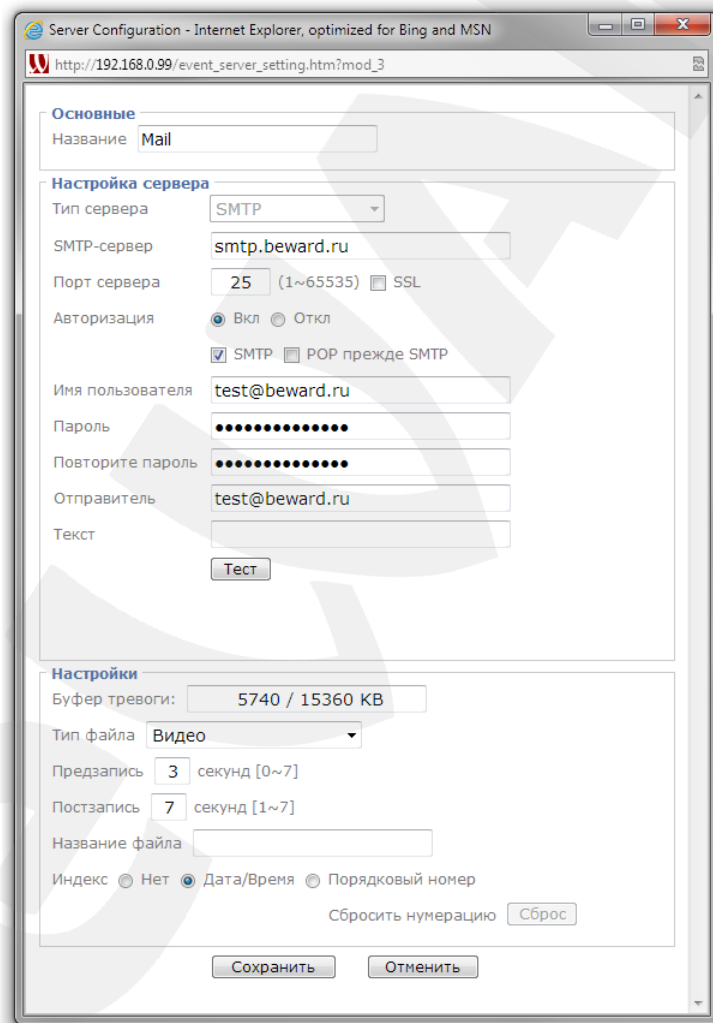 Server Configuration - Internet Explorer, optimized for Bing and MSN
http://192.168.0.99/event_server_setting.htm?mod_3
Основные
Название Mail
Настройка сервера
Тип сервера SMTP
SMTP-сервер smtp.beward.ru
Порт сервера 25 (1~65535) SSL
Авторизация Вкл Откл
SMTP POP прежде SMTP
Имя пользователя test@beward.ru
Пароль ••••••••••••••
Повторите пароль ••••••••••••••
Отправитель test@beward.ru
Текст
Тест
Настройки
Буфер тревоги: 5740 / 15360 KB
Тип файла Видео
Предзапись 3 секунд [0~7]
Постзапись 7 секунд [1~7]
Название файла
Индекс Нет Дата/Время Порядковый номер
Сбросить нумерацию Сброс
Сохранить Отменить